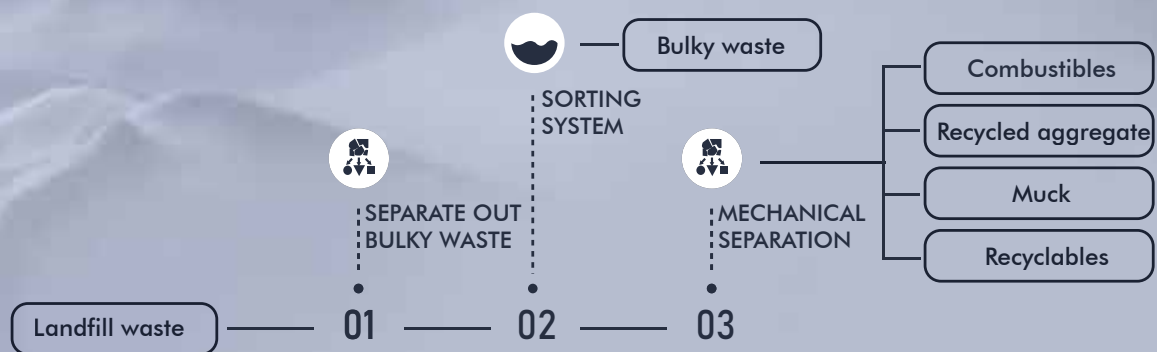 Bulky waste
Combustibles
SORTING
SYSTEM
Recycled aggregate
Muck
SEPARATE OUT
BULKY WASTE
MECHANICAL
SEPARATION
Recyclables
Landfill waste
01
02
03